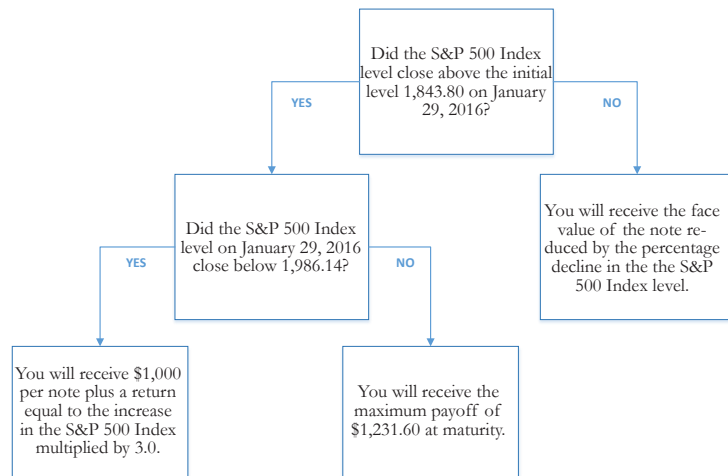 Did the S&P 500 Index
level close above the initial
level 1,843.80 on January
29, 2016?
YES
NO
Did the S&P 500 Index
level on January 29, 2016
close below 1,986.14?
You will receive the face
value of the note re-
duced by the percentage
decline in the the S&P
500 Index level.
YES
NO
You will receive $1,000
per note plus a return
equal to the increase
in the S&P 500 Index
multiplied by 3.0.
You will receive the
maximum payoff of
$1,231.60 at maturity.